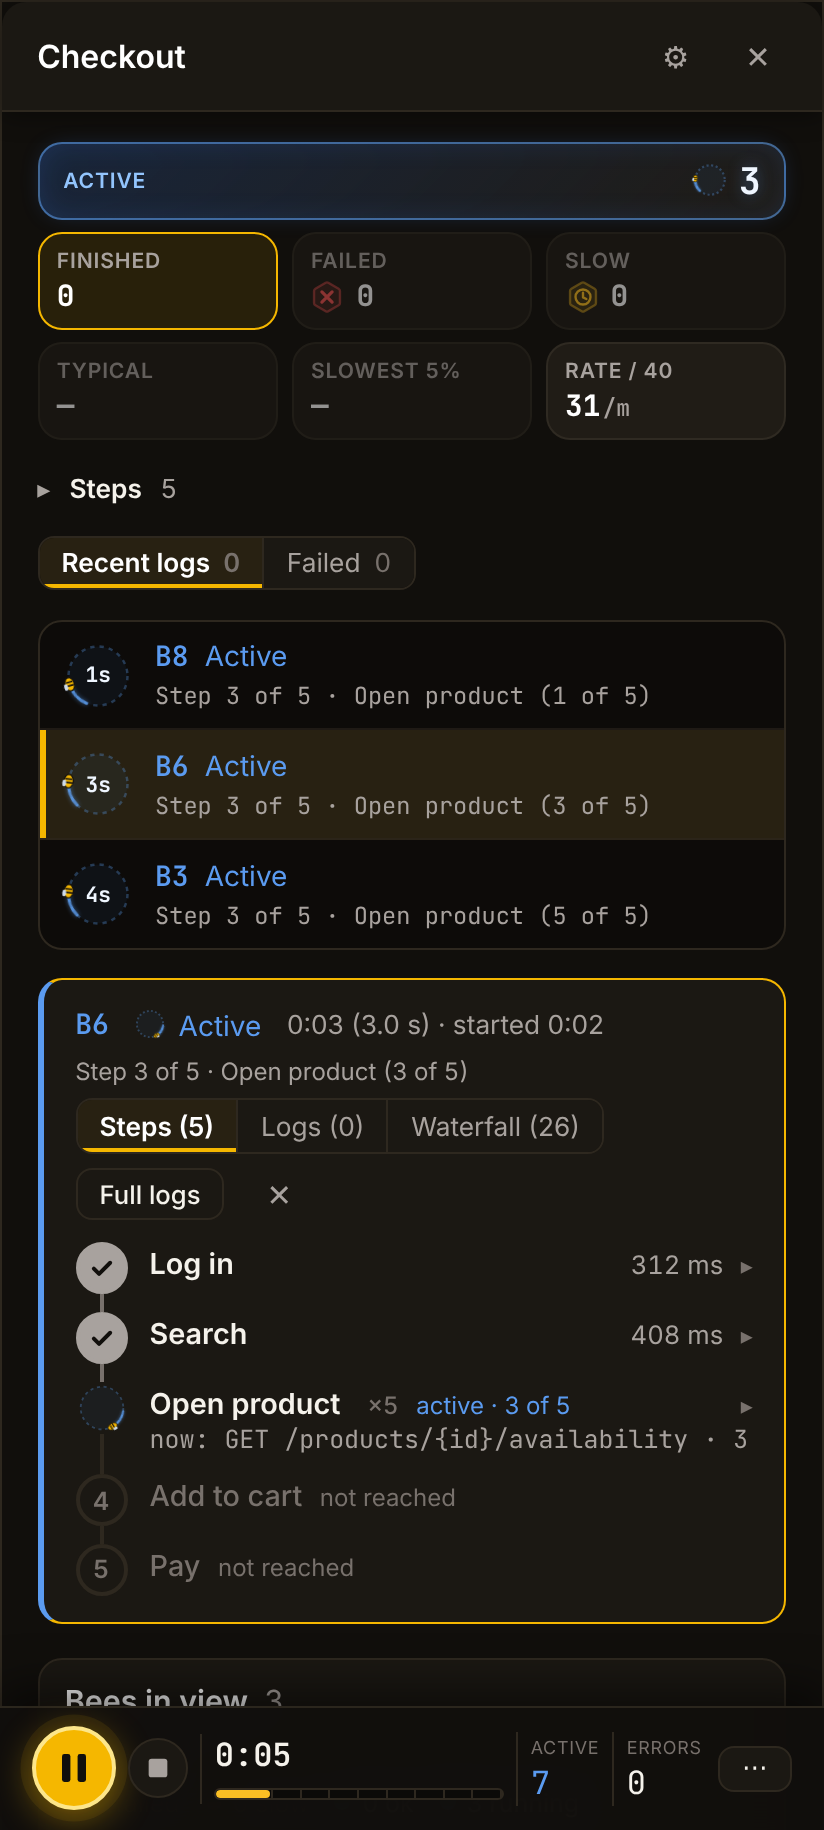 Checkout
ACTIVE 3
FINISHED FAILED SLOW
0 0 0
TYPICAL SLOWEST 5% RATE / 40
– – 31/m
Steps 5
Recent logs 0 Failed 0
1s B8 Active
Step 3 of 5 · Open product (1 of 5)
3s B6 Active
Step 3 of 5 · Open product (3 of 5)
4s B3 Active
Step 3 of 5 · Open product (5 of 5)
B6 Active 0:03 (3.0 s) · started 0:02
Step 3 of 5 · Open product (3 of 5)
Steps (5) Logs (0) Waterfall (26)
Full logs ×
Log in 312 ms
Search 408 ms
Open product ×5 active · 3 of 5
now: GET /products/{id}/availability · 3
4 Add to cart not reached
5 Pay not reached
Bees in view 3
0:05 ACTIVE ERRORS ...
7 0